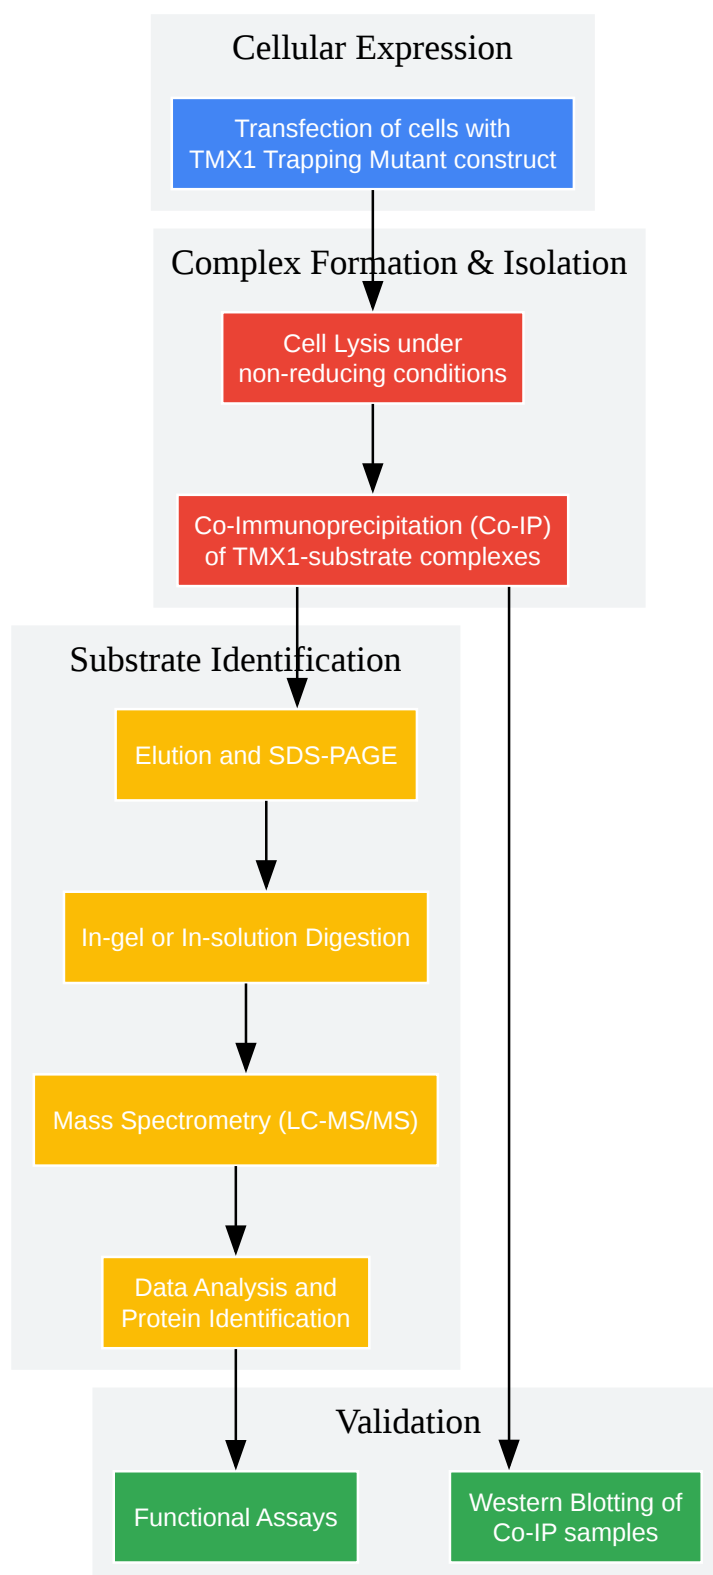 Cellular Expression
Transfection of cells with
TMX1 Trapping Mutant construct
Complex Formation & Isolation
Cell Lysis under
non-reducing conditions
Co-Immunoprecipitation (Co-IP)
of TMX1-substrate complexes
Substrate Identification
Elution and SDS-PAGE
In-gel or In-solution Digestion
Mass Spectrometry (LC-MS/MS)
Data Analysis and
Protein Identification
Validation
Functional Assays
Western Blotting of
Co-IP samples